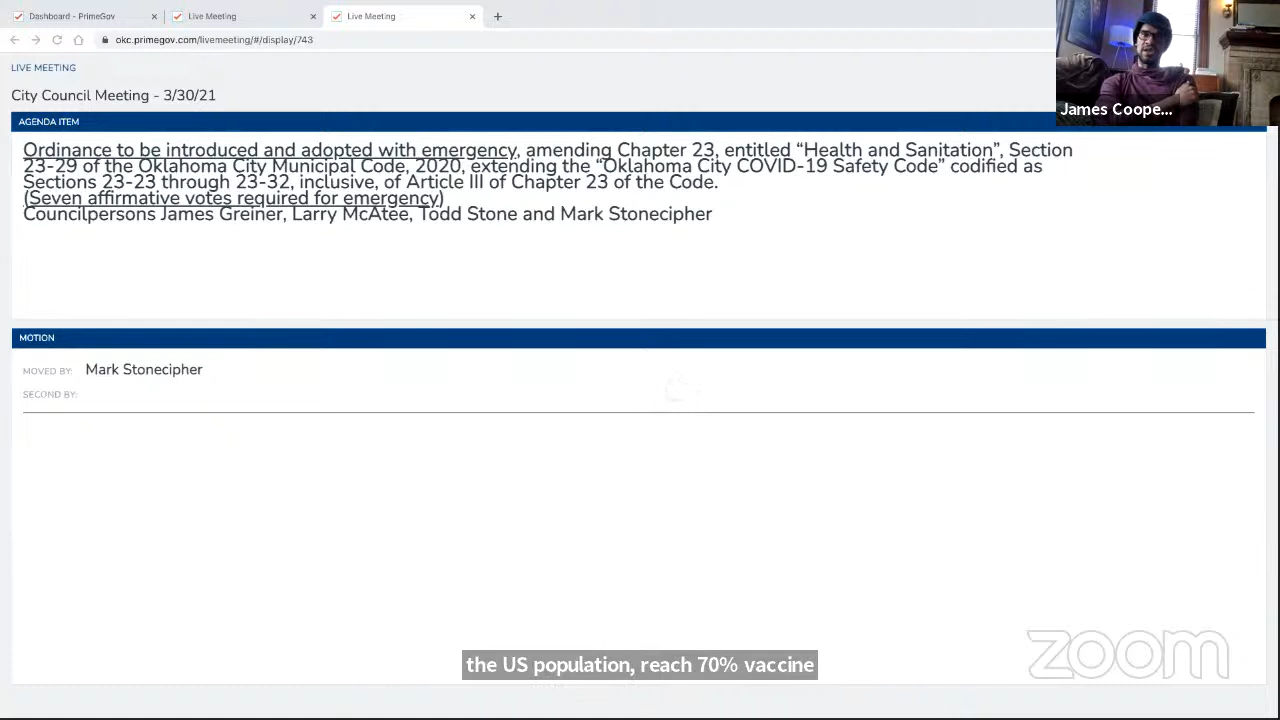 Dashboard - PrimeGov
Live Meeting
Live Meeting
okc.primegov.com/livemeeting/#/display/743
LIVE MEETING
City Council Meeting - 3/30/21
AGENDA ITEM
Ordinance to be introduced and adopted with emergency, amending Chapter 23, entitled “Health and Sanitation”, Section
23-29 of the Oklahoma City Municipal Code, 2020, extending the “Oklahoma City COVID-19 Safety Code” codified as
Sections 23-23 through 23-32, inclusive, of Article III of Chapter 23 of the Code.
(Seven affirmative votes required for emergency)
Councilpersons James Greiner, Larry McAtee, Todd Stone and Mark Stonecipher
MOTION
MOVED BY: Mark Stonecipher
SECOND BY:
James Coope...
the US population, reach 70% vaccine
zoom